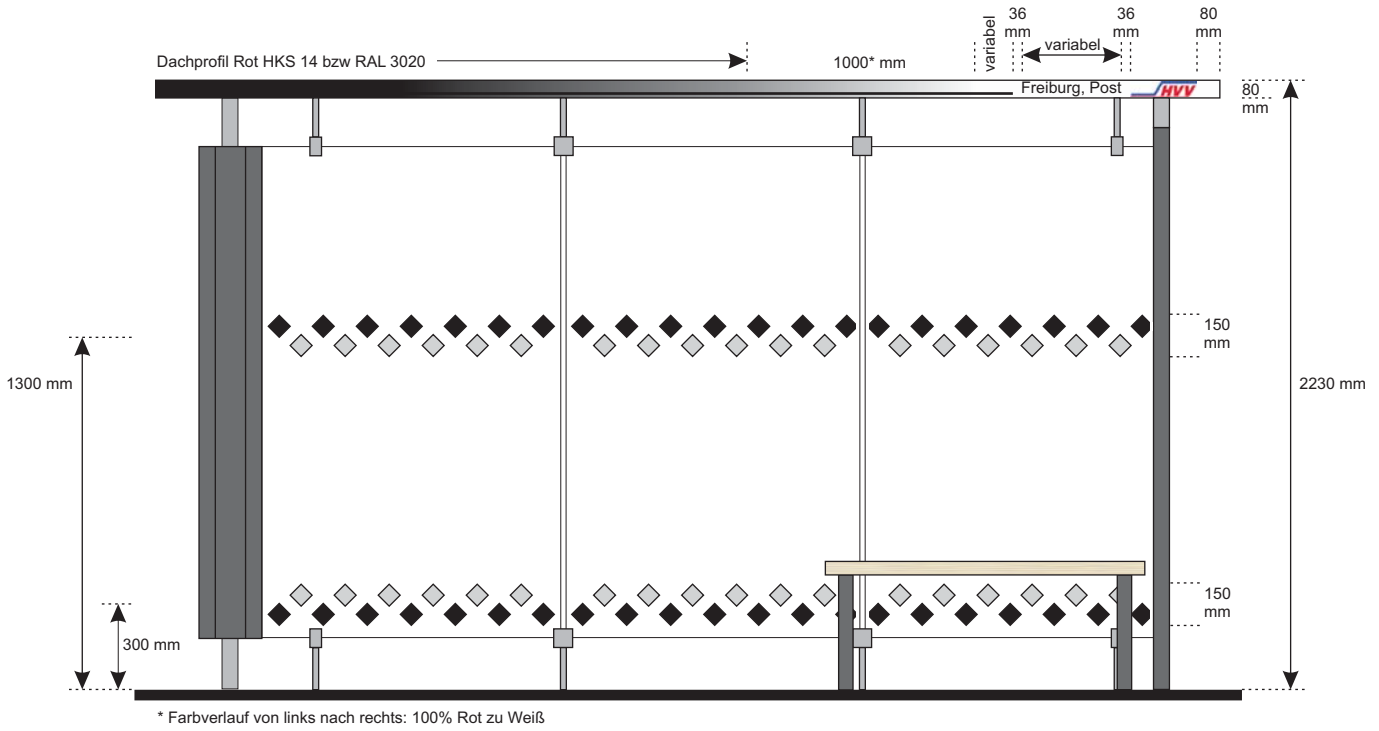 variabel
36
mm
36
mm
80
mm
variabel
Dachprofil Rot HKS 14 bzw RAL 3020
1000* mm
Freiburg, Post
HVV
80
mm
150
mm
1300 mm
2230 mm
150
mm
300 mm
* Farbverlauf von links nach rechts: 100% Rot zu Weiß